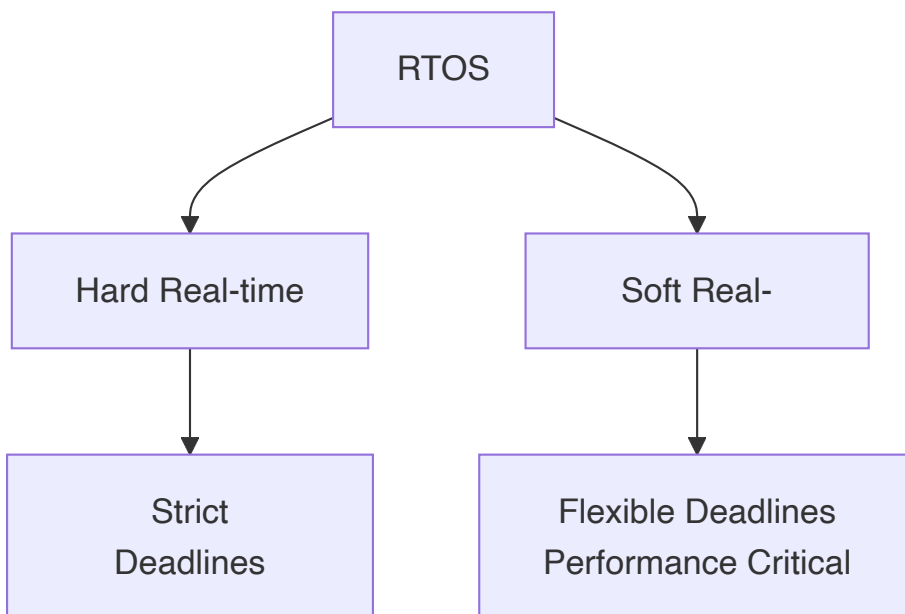 RTOS
Hard Real-time
Soft Real-
Strict
Deadlines
Flexible Deadlines
Performance Critical